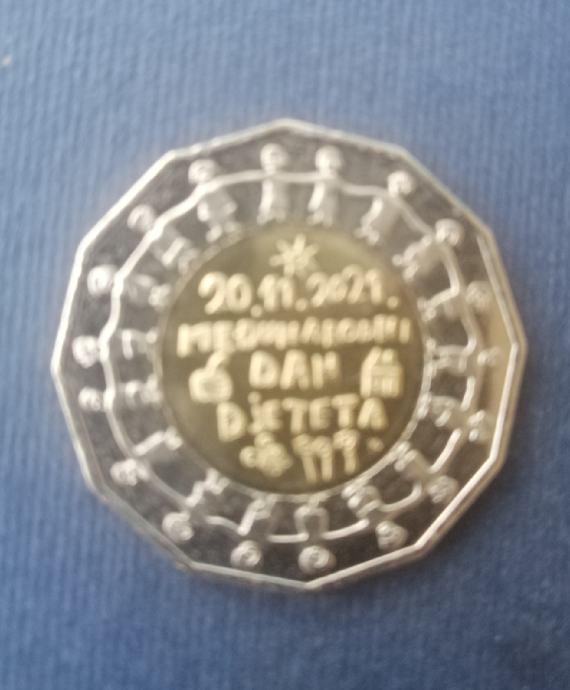 20.11.2021.
MEĐUNARODNI
DAN
DJETETA